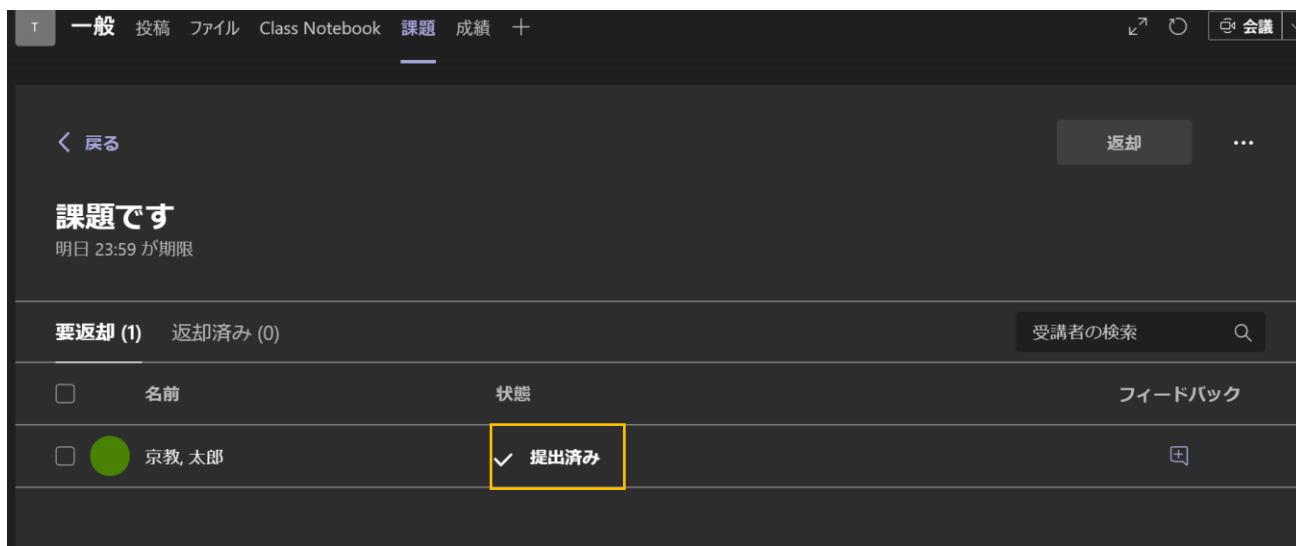 T 一般 投稿 ファイル Class Notebook 課題 成績 会議
戻る 返却
課題です
明日 23:59 が期限
要返却 (1) 返却済み (0) 受講者の検索
名前 状態 フィードバック
京教, 太郎 提出済み